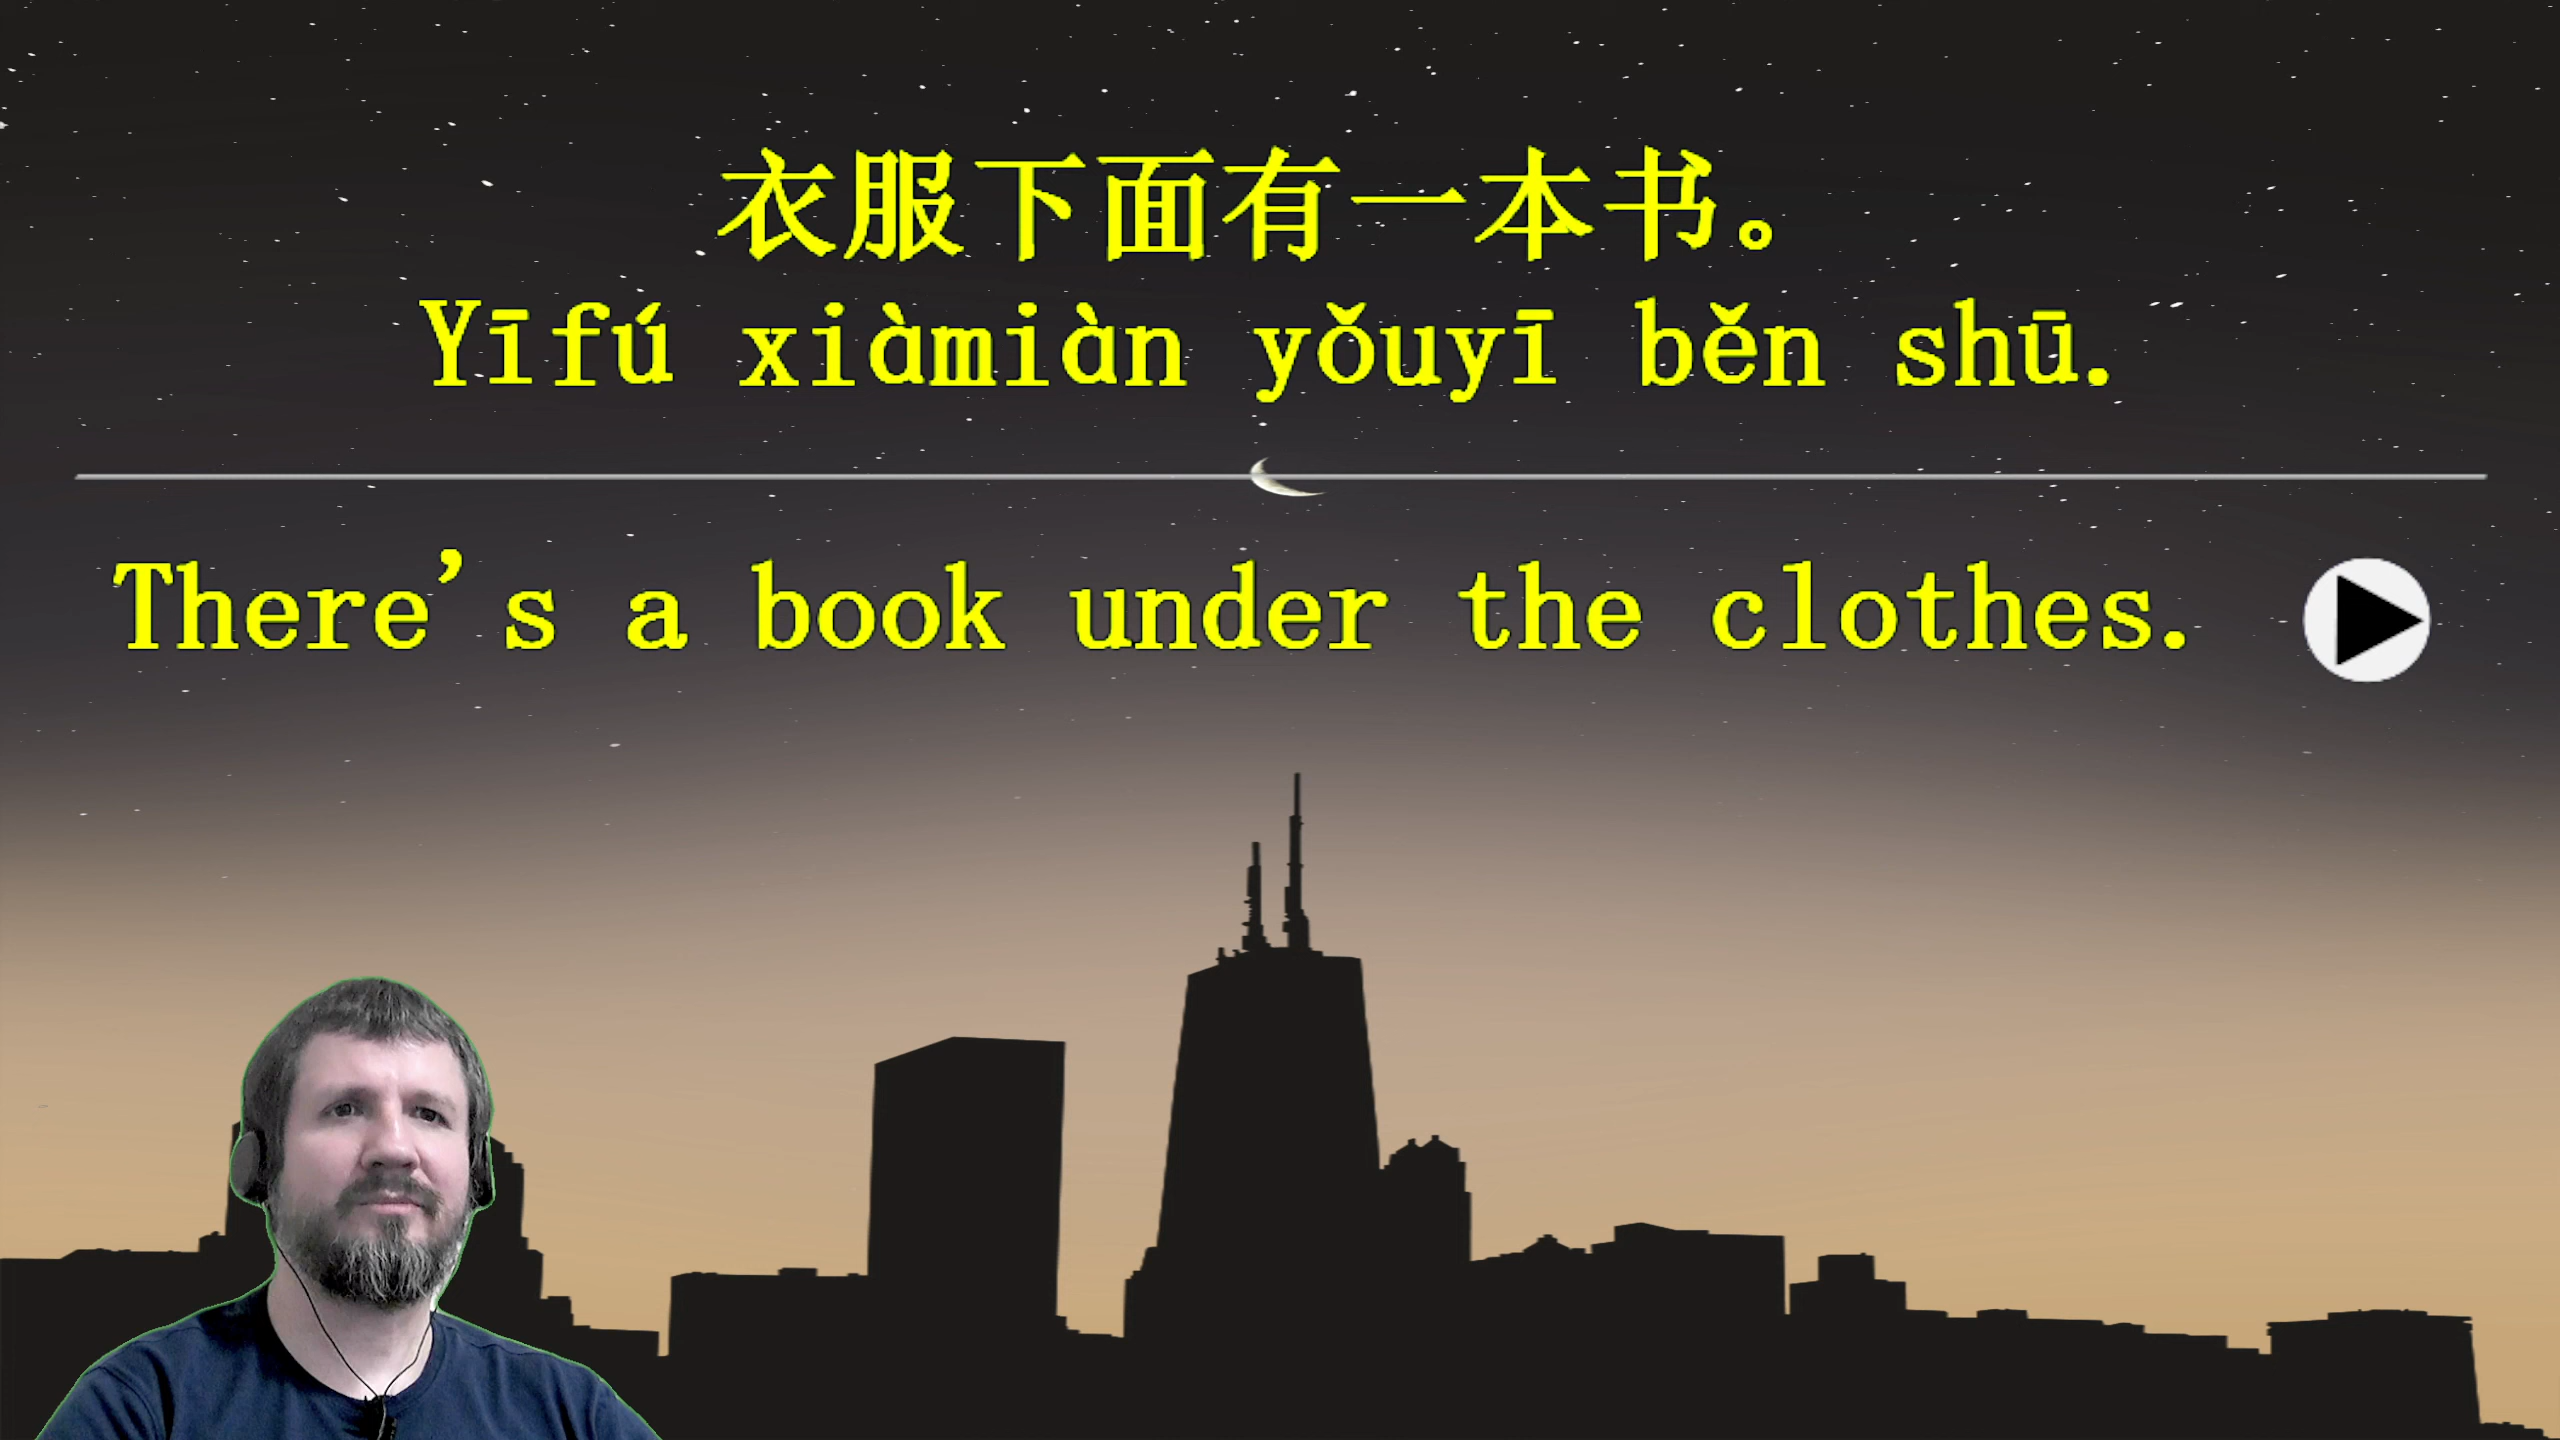 衣服下面有一本书。
Yīfú xiàmiàn yǒuyī běn shū.
There's a book under the clothes.